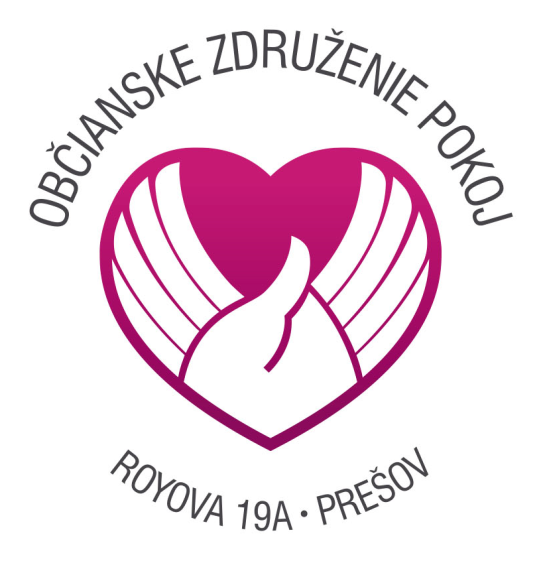 OBČIANSKE ZDRUŽENIE POKOJ
ROYOVA 19A · PREŠOV